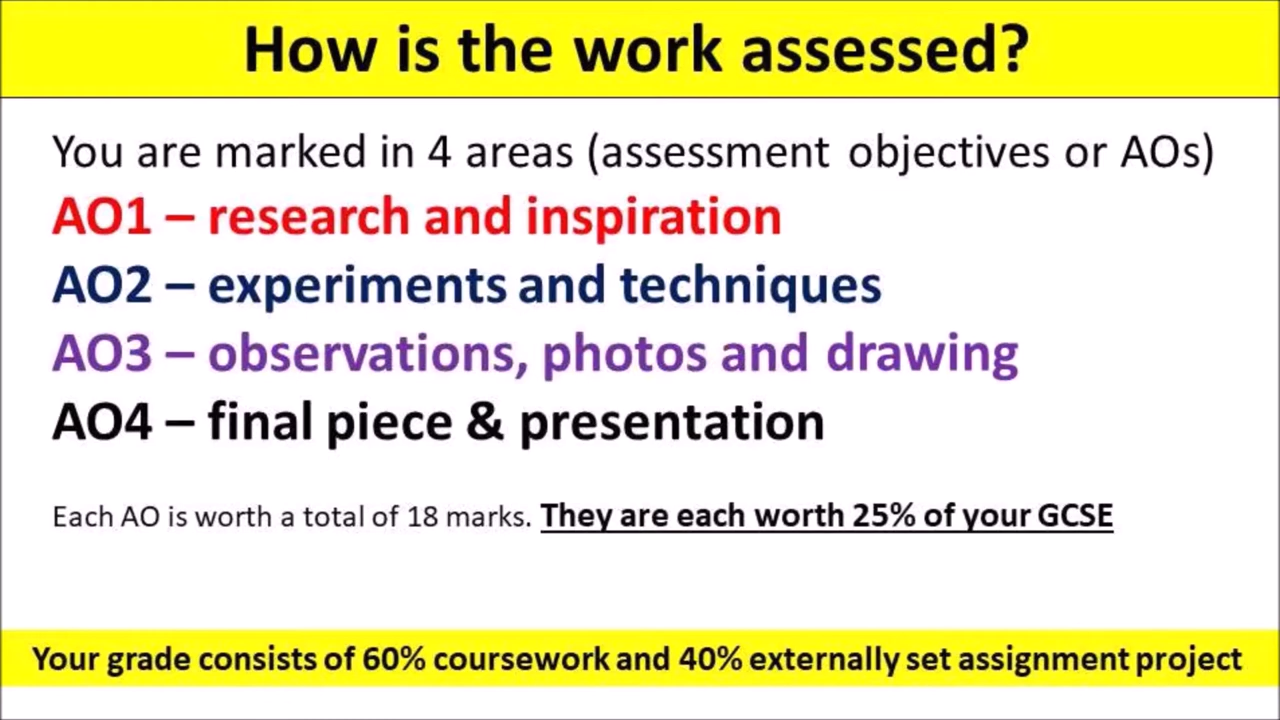 How is the work assessed?
You are marked in 4 areas (assessment objectives or AOs)
AO1 – research and inspiration
AO2 – experiments and techniques
AO3 – observations, photos and drawing
AO4 – final piece & presentation
Each AO is worth a total of 18 marks. They are each worth 25% of your GCSE
Your grade consists of 60% coursework and 40% externally set assignment project